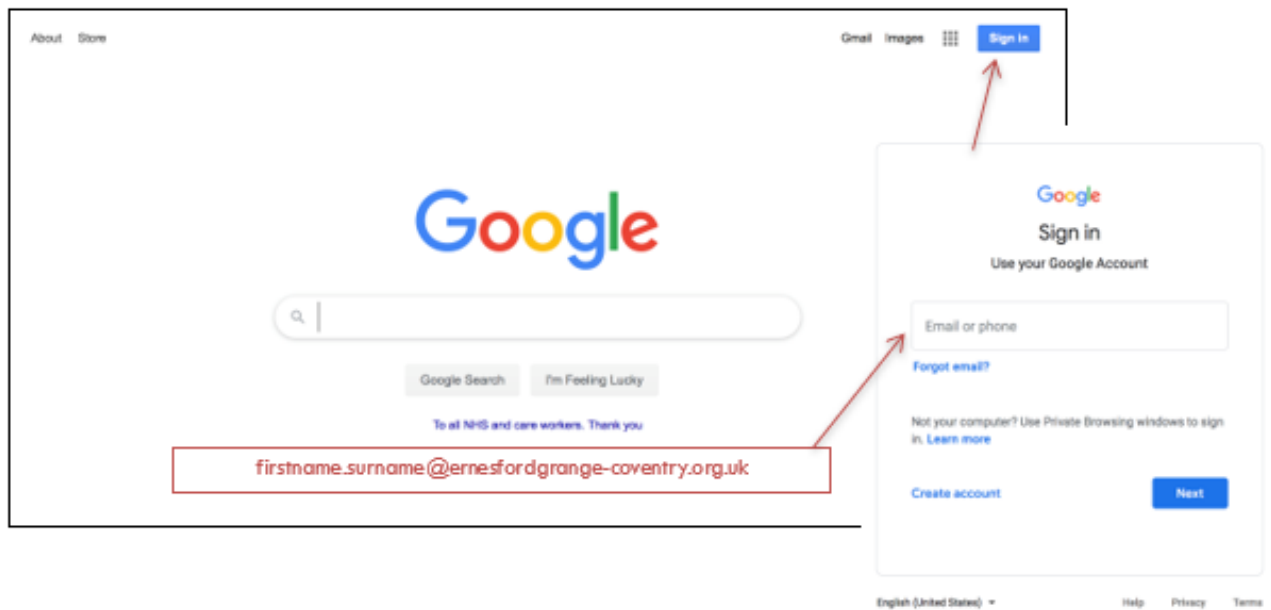 About Store
Gmail Images Sign in
Google
Google Search I'm Feeling Lucky
To all NHS and care workers. Thank you
firstname.surname@ernesfordgrange-coventry.org.uk
Google
Sign in
Use your Google Account
Email or phone
Forgot email?
Not your computer? Use Private Browsing windows to sign
in. Learn more
Create account Next
English (United States) Help Privacy Terms